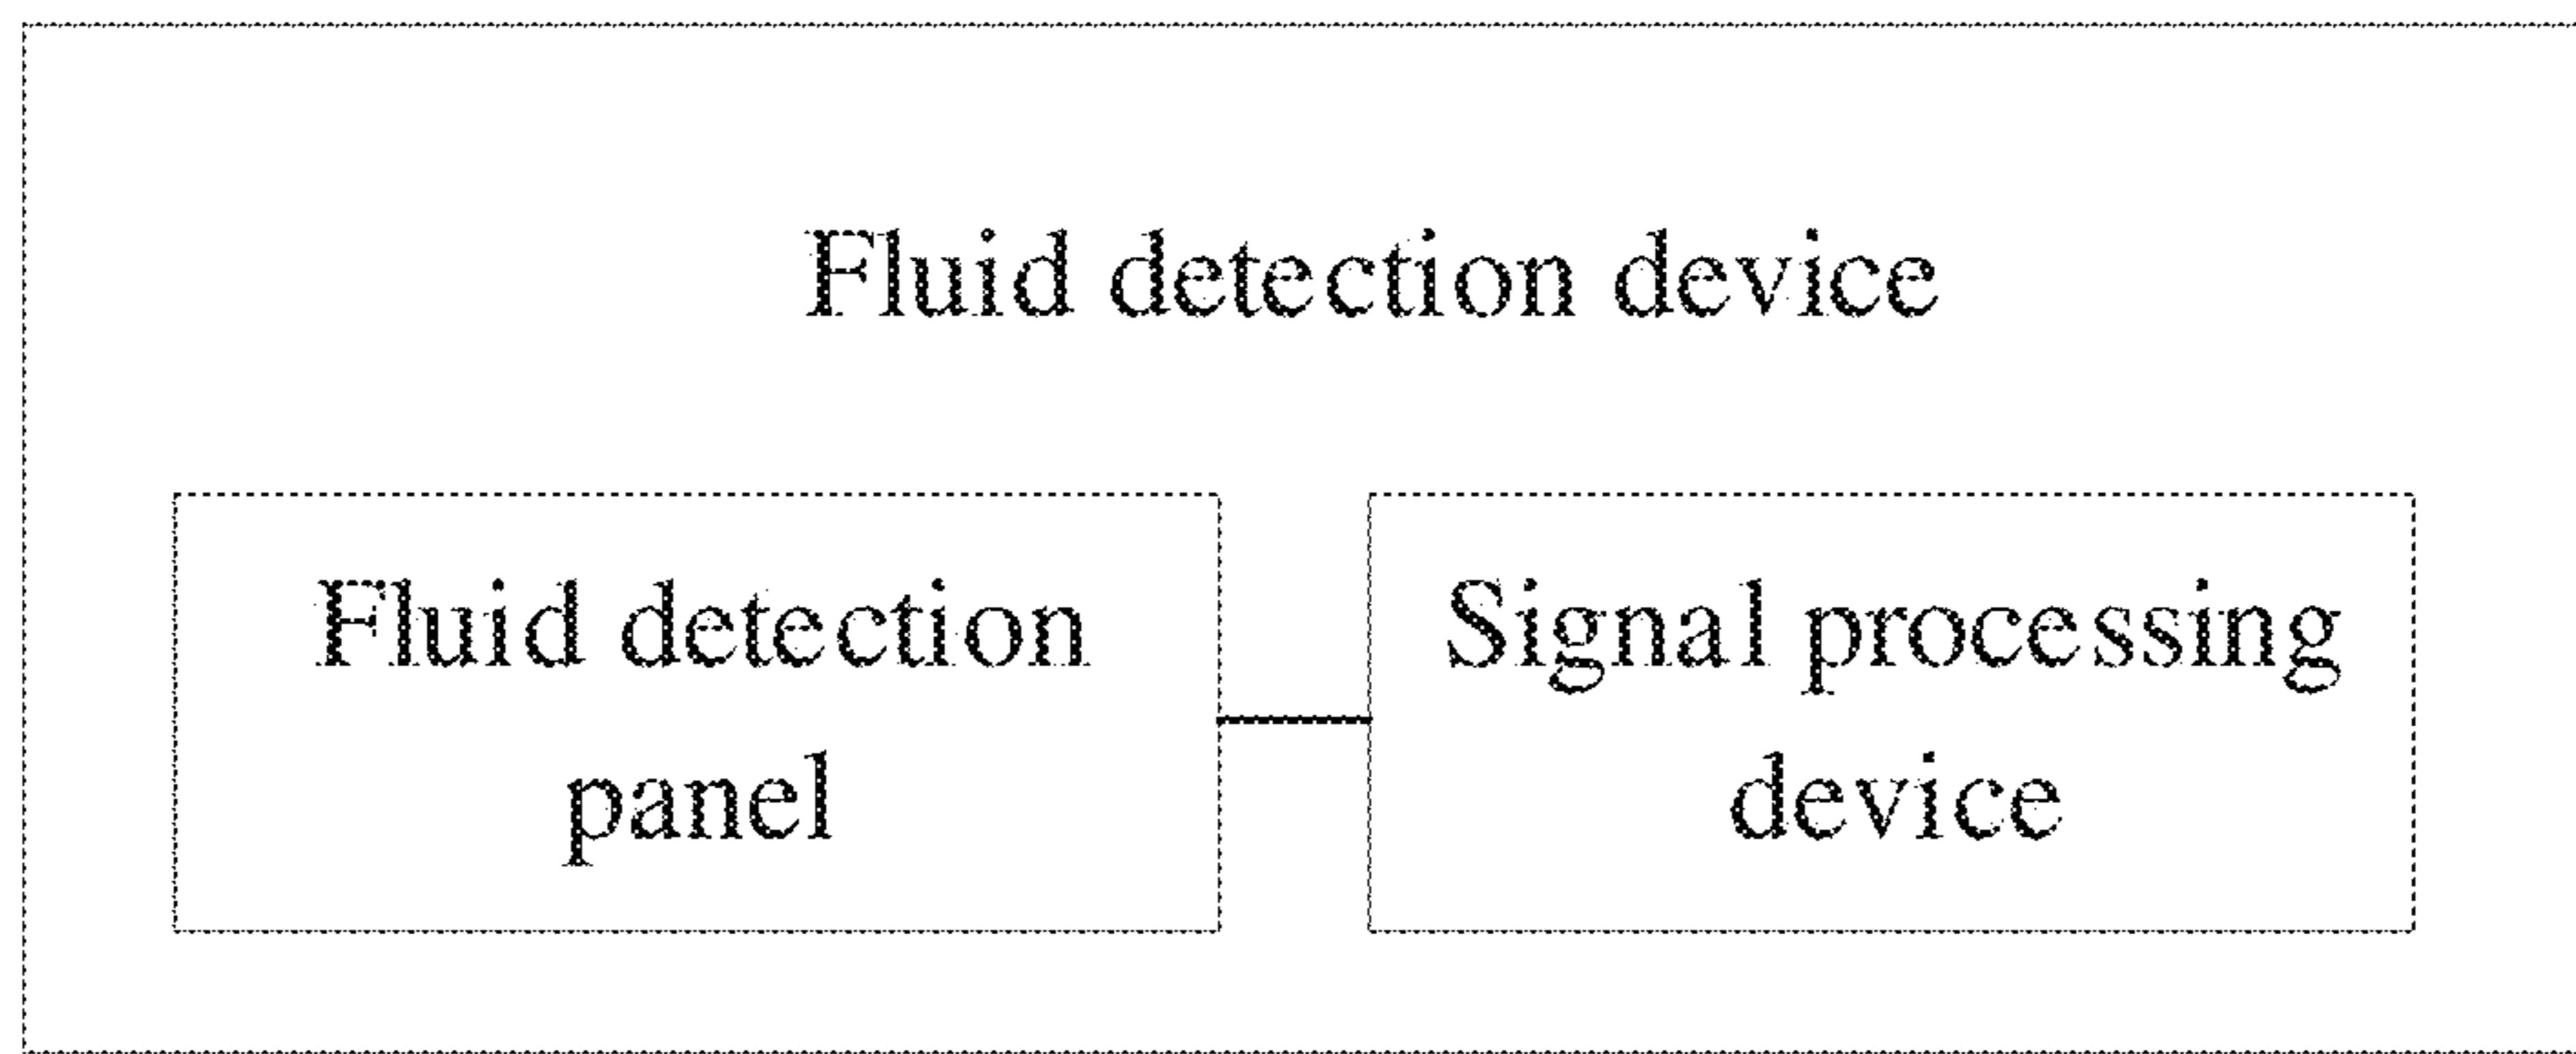 Fluid detection device
Fluid detection
panel
Signal processing
device